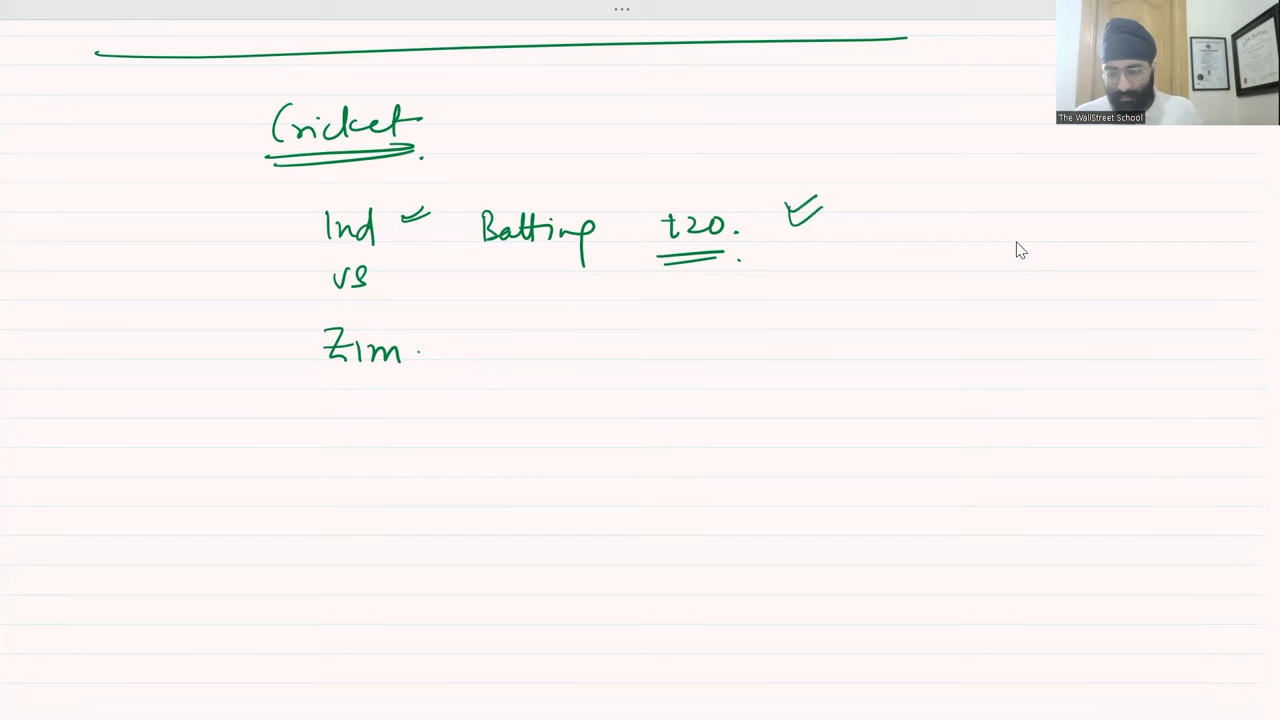 Cricket.
Ind Batting t20.
vs
Zim.
The WallStreet School